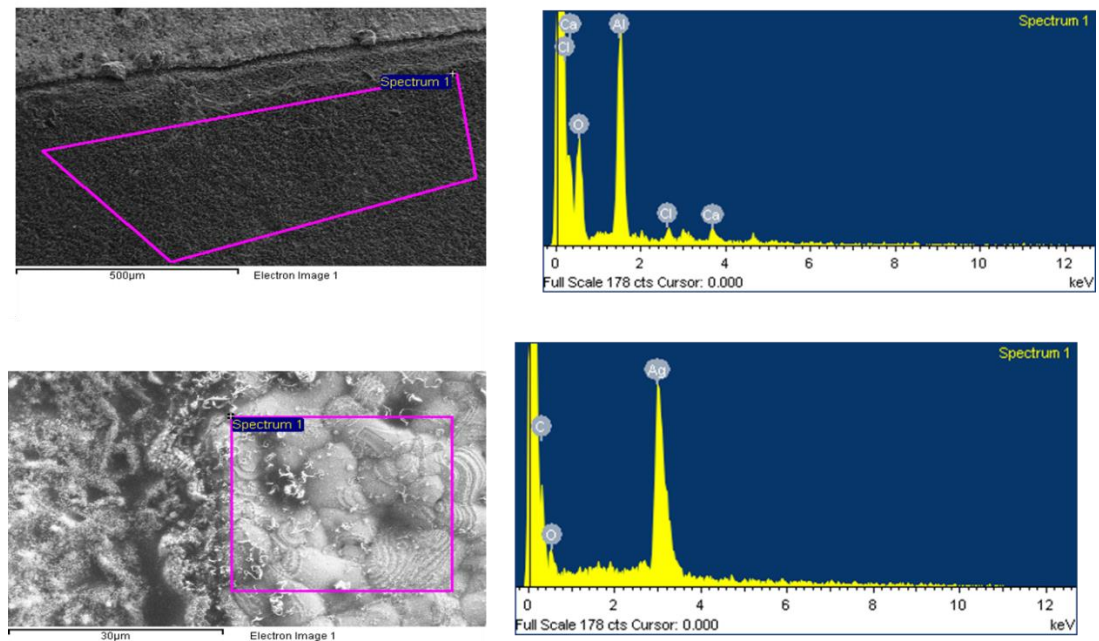 Spectrum 1
500µm Electron Image 1
Spectrum 1
Ca Al
Cl
O
Cl Ca
0 2 4 6 8 10 12
Full Scale 178 cts Cursor: 0.000 keV
Spectrum 1
30µm Electron Image 1
Spectrum 1
Ag
C
O
0 2 4 6 8 10 12
Full Scale 178 cts Cursor: 0.000 keV